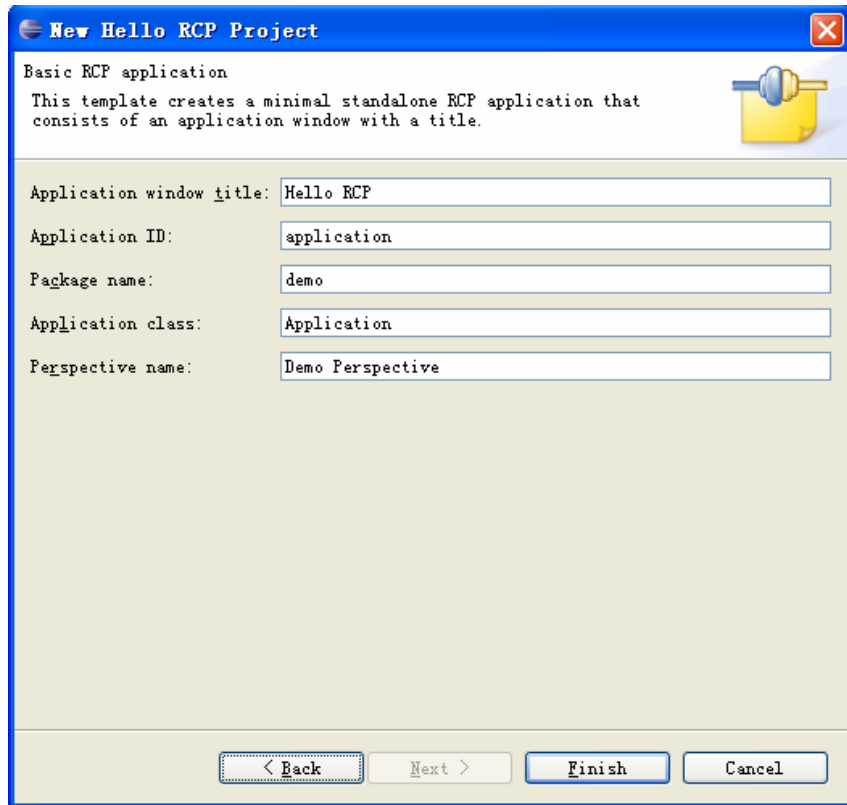 New Hello RCP Project
Basic RCP application
This template creates a minimal standalone RCP application that
consists of an application window with a title.
Application window title: Hello RCP
Application ID: application
Package name: demo
Application class: Application
Perspective name: Demo Perspective
< Back Next > Finish Cancel